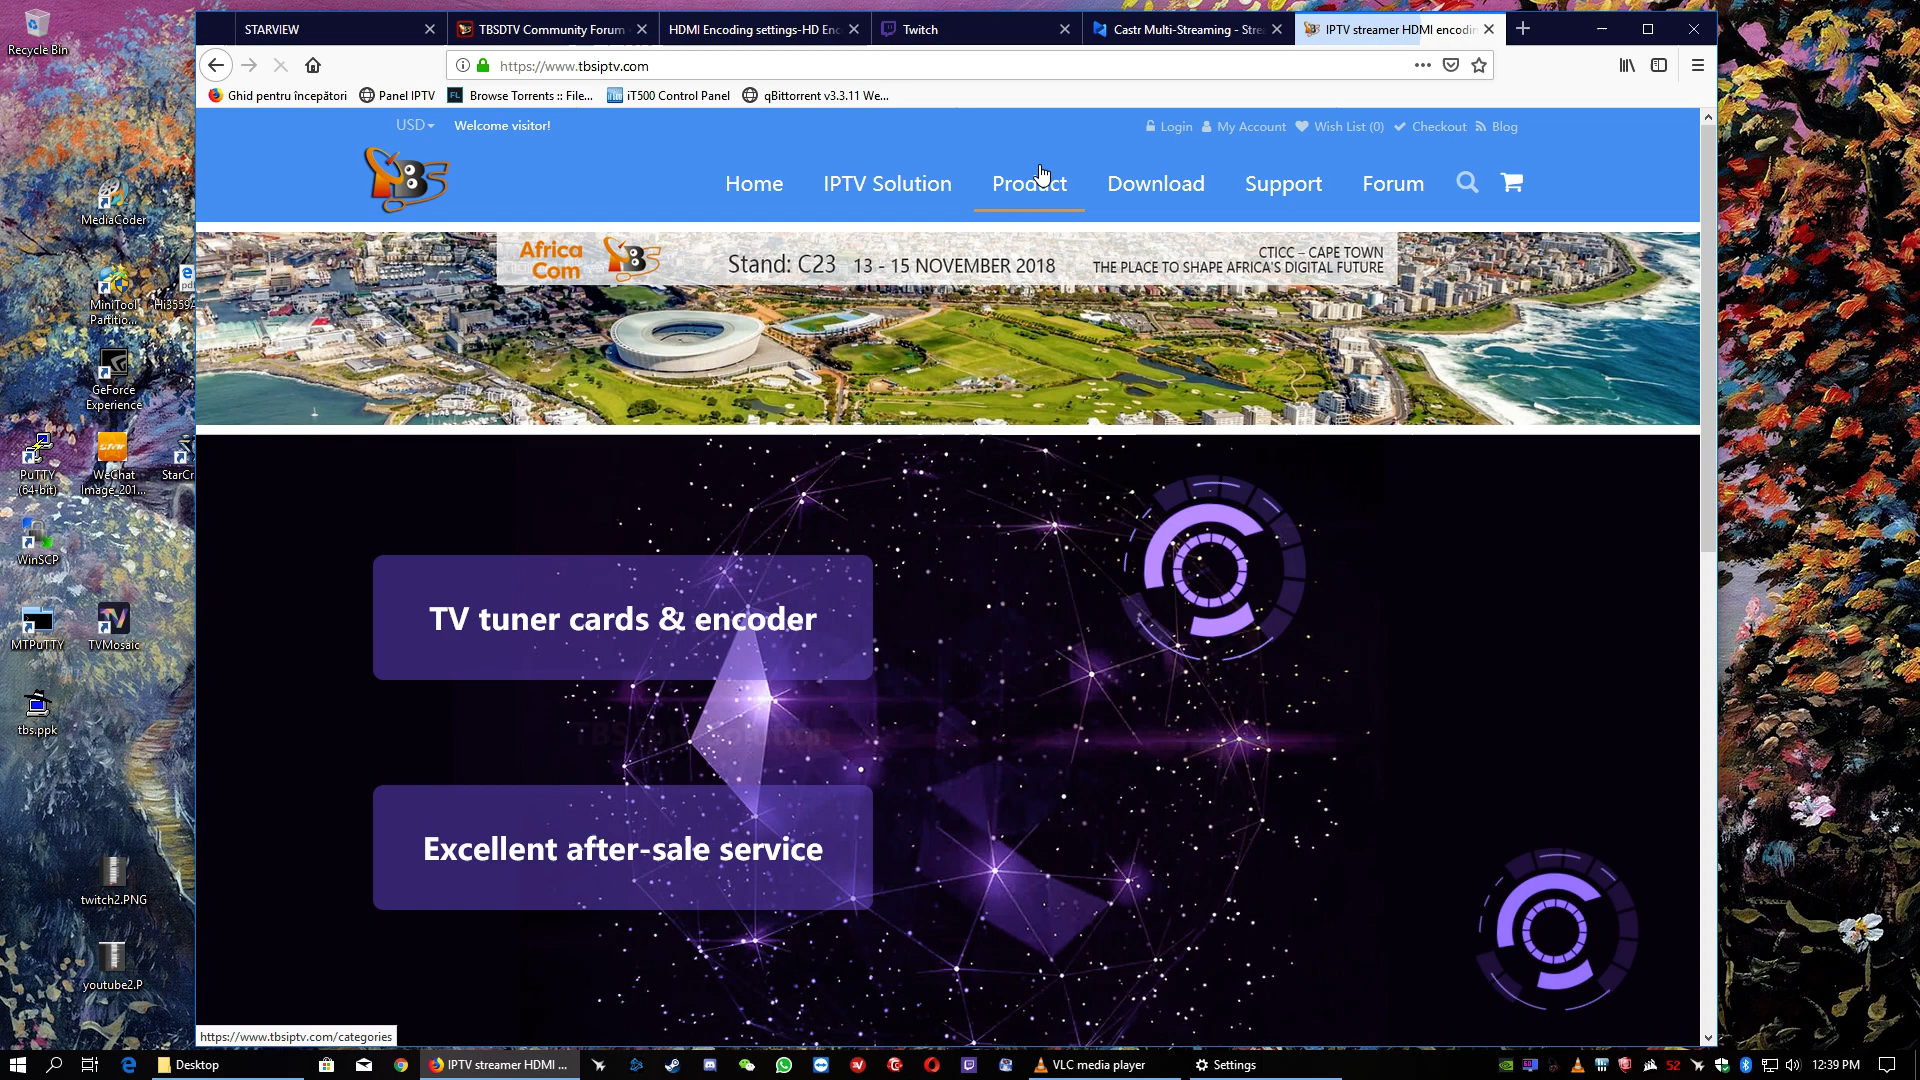 Recycle Bin
MediaCoder
MiniTool
Partitio...
Hi3559A
GeForce
Experience
PuTTY
(64-bit)
WeChat
Image_201...
StarCr
WinSCP
MTPuTTY
TVMosaic
tbs.ppk
twitch2.PNG
youtube2.P
STARVIEW
TBSDTV Community Forum
HDMI Encoding settings-HD Enc
Twitch
Castr Multi-Streaming - Stre
IPTV streamer HDMI encodin
https://www.tbsiptv.com
Ghid pentru începători
Panel IPTV
Browse Torrents :: File...
iT500 Control Panel
qBittorrent v3.3.11 We...
USD
Welcome visitor!
Login
My Account
Wish List (0)
Checkout
Blog
TBS
Home
IPTV Solution
Product
Download
Support
Forum
Africa
Com
TBS
Stand: C23
13 - 15 NOVEMBER 2018
CTICC – CAPE TOWN
THE PLACE TO SHAPE AFRICA'S DIGITAL FUTURE
TV tuner cards & encoder
Excellent after-sale service
https://www.tbsiptv.com/categories
Desktop
IPTV streamer HDMI ...
VLC media player
Settings
52
12:39 PM